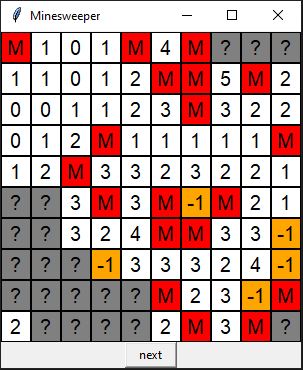 Minesweeper
M 1 0 1 M 4 M ? ? ?
1 1 0 1 2 M M 5 M 2
0 0 1 1 2 3 M 3 2 2
0 1 2 M 1 1 1 1 1 M
1 2 M 3 3 2 3 2 2 1
? ? 3 M 3 M -1 M 2 1
? ? 3 2 4 M M 3 3 -1
? ? ? -1 3 3 3 2 4 -1
? ? ? ? ? M 2 3 -1 M
2 ? ? ? ? 2 M 3 M ?
next